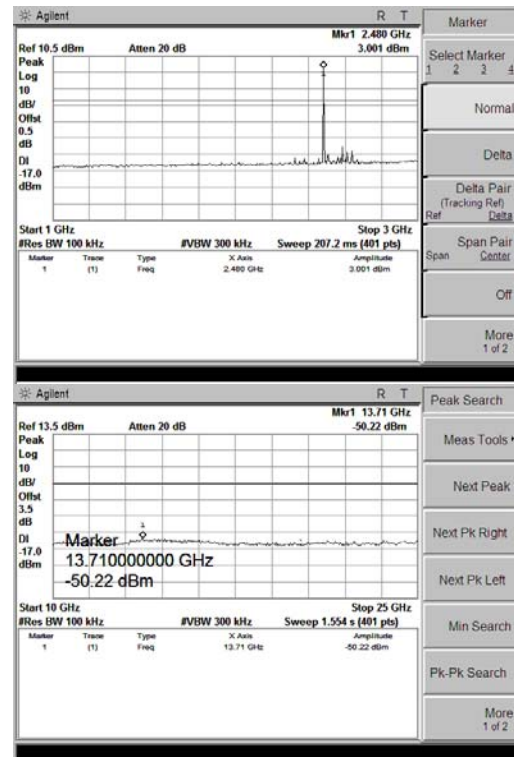 Agilent R T
Mkr1 2.480 GHz
Ref 10.5 dBm Atten 20 dB 3.001 dBm
Peak
Log
10
dB/
Offst
0.5
dB
DI
-17.0
dBm
1
Start 1 GHz Stop 3 GHz
#Res BW 100 kHz #VBW 300 kHz Sweep 207.2 ms (401 pts)
Marker Trace Type X Axis Amplitude
1 (1) Freq 2.480 GHz 3.001 dBm
Marker
Select Marker
1 2 3 4
Normal
Delta
Delta Pair
(Tracking Ref)
Ref Delta
Span Pair
Span Center
Off
More
1 of 2
Agilent R T
Mkr1 13.71 GHz
Ref 13.5 dBm Atten 20 dB -50.22 dBm
Peak
Log
10
dB/
Offst
3.5
dB
DI
-17.0
dBm
1
Marker
13.710000000 GHz
-50.22 dBm
Start 10 GHz Stop 25 GHz
#Res BW 100 kHz #VBW 300 kHz Sweep 1.554 s (401 pts)
Marker Trace Type X Axis Amplitude
1 (1) Freq 13.71 GHz -50.22 dBm
Peak Search
Meas Tools
Next Peak
Next Pk Right
Next Pk Left
Min Search
Pk-Pk Search
More
1 of 2